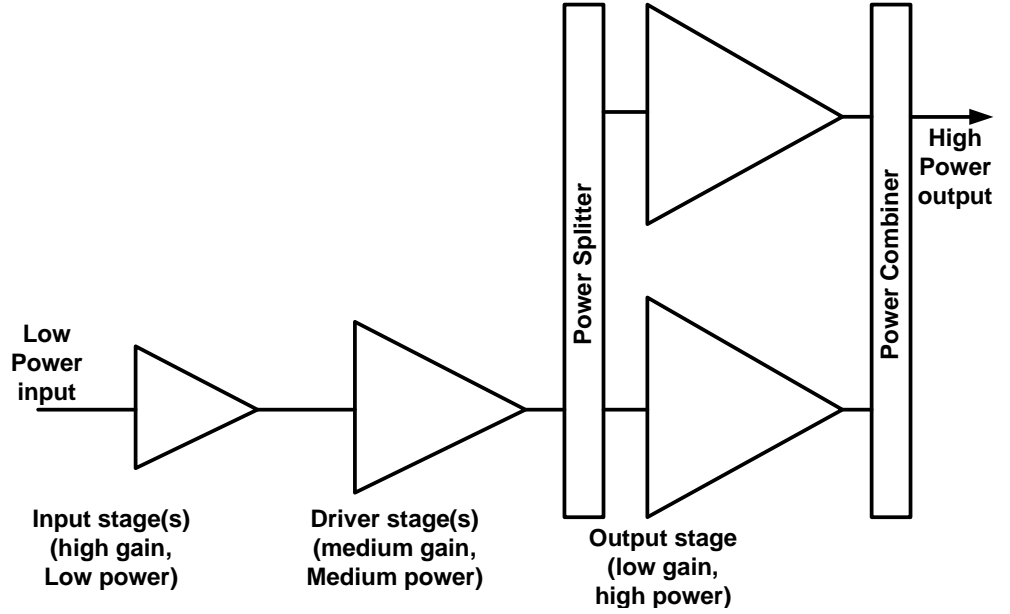 Low
Power
input
Input stage(s)
(high gain,
Low power)
Driver stage(s)
(medium gain,
Medium power)
Power Splitter
Output stage
(low gain,
high power)
Power Combiner
High
Power
output